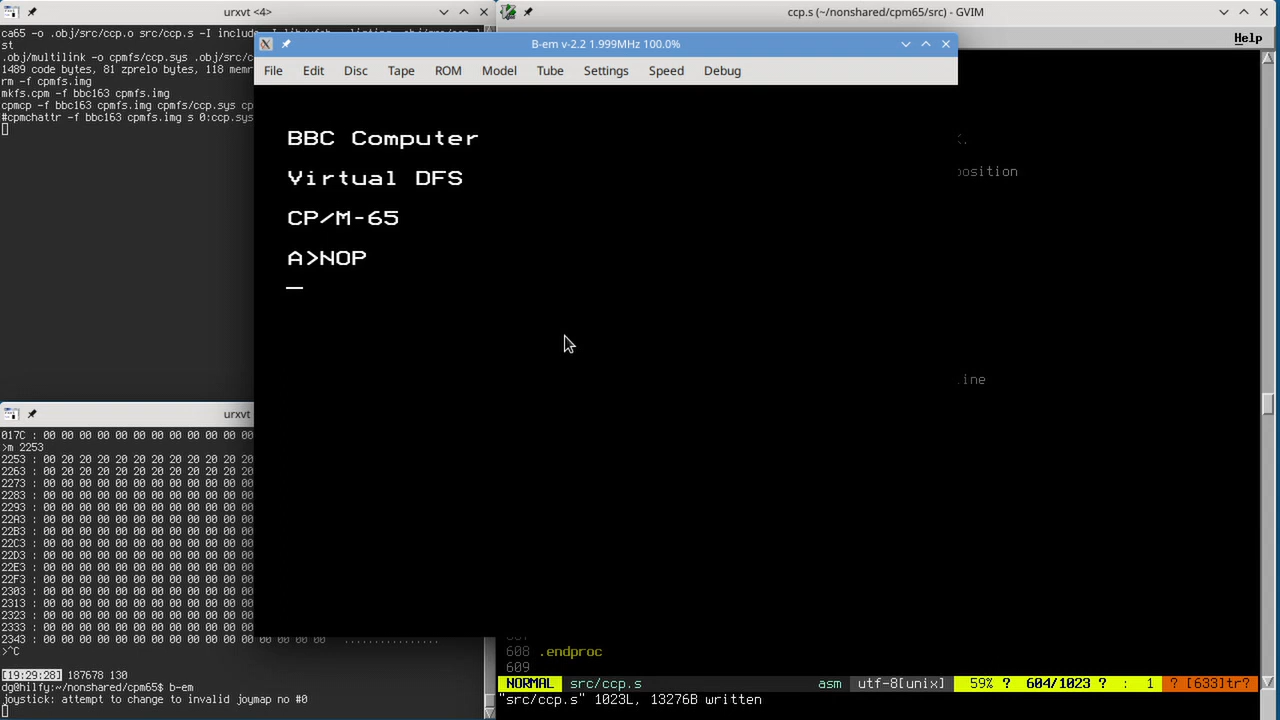 urxvt <4>
ca65 -o .obj/src/ccp.o src/ccp.s -I include
st
.obj/multilink -o cpmfs/ccp.sys .obj/src/c
1489 code bytes, 81 zprelo bytes, 118 memr
rm -f cpmfs.img
mkfs.cpm -f bbc163 cpmfs.img
cpmcp -f bbc163 cpmfs.img cpmfs/ccp.sys cp
#cpmchattr -f bbc163 cpmfs.img s 0:ccp.sys
ccp.s (~/nonshared/cpm65/src) - GVIM
Help
B-em v-2.2 1.999MHz 100.0%
File Edit Disc Tape ROM Model Tube Settings Speed Debug
BBC Computer
Virtual DFS
CP/M-65
A>NOP
_
position
line
urxvt
017C : 00 00 00 00 00 00 00 00 00 00 00
>m 2253
2253 : 00 20 20 20 20 20 20 20 20 20 20
2263 : 20 20 20 20 20 20 20 20 20 20 20
2273 : 00 00 00 00 00 00 00 00 00 00 00
2283 : 00 00 00 00 00 00 00 00 00 00 00
2293 : 00 00 00 00 00 00 00 00 00 00 00
22A3 : 00 00 00 00 00 00 00 00 00 00 00
22B3 : 00 00 00 00 00 00 00 00 00 00 00
22C3 : 00 00 00 00 00 00 00 00 00 00 00
22D3 : 00 00 00 00 00 00 00 00 00 00 00
22E3 : 00 00 00 00 00 00 00 00 00 00 00
22F3 : 00 00 00 00 00 00 00 00 00 00 00
2303 : 00 00 00 00 00 00 00 00 00 00 00
2313 : 00 00 00 00 00 00 00 00 00 00 00
2323 : 00 00 00 00 00 00 00 00 00 00 00
2333 : 00 00 00 00 00 00 00 00 00 00 00
2343 : 00 00 00 00 00 00 00 00 00 00 00 00 00 00 00 00 ................
>^C
[19:29:28] 187678 130
dg@hilfy:~/nonshared/cpm65$ b-em
joystick: attempt to change to invalid joymap no #0
608 .endproc
609
NORMAL src/ccp.s asm utf-8[unix] 59% ? 604/1023 ? : 1 ? [633]tr?
"src/ccp.s" 1023L, 13276B written